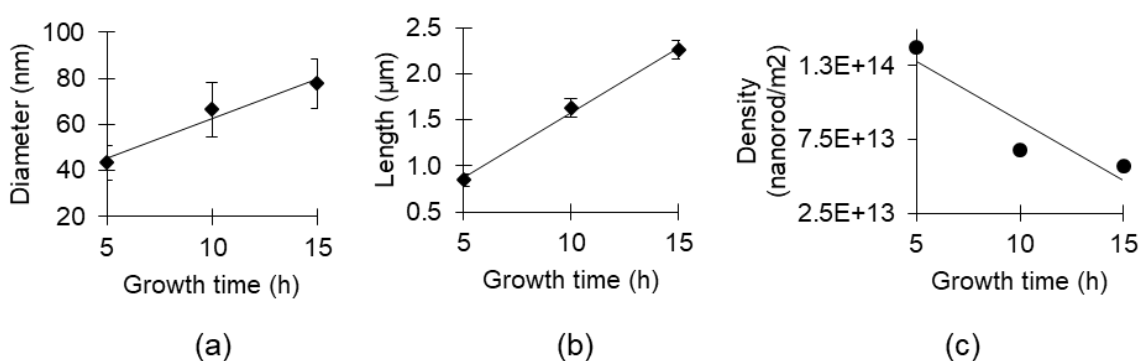 Diameter (nm)
100
80
60
40
20
5 10 15
Growth time (h)
(a)
Length (µm)
2.5
2.0
1.5
1.0
0.5
5 10 15
Growth time (h)
(b)
Density
(nanorod/m2)
1.3E+14
7.5E+13
2.5E+13
5 10 15
Growth time (h)
(c)